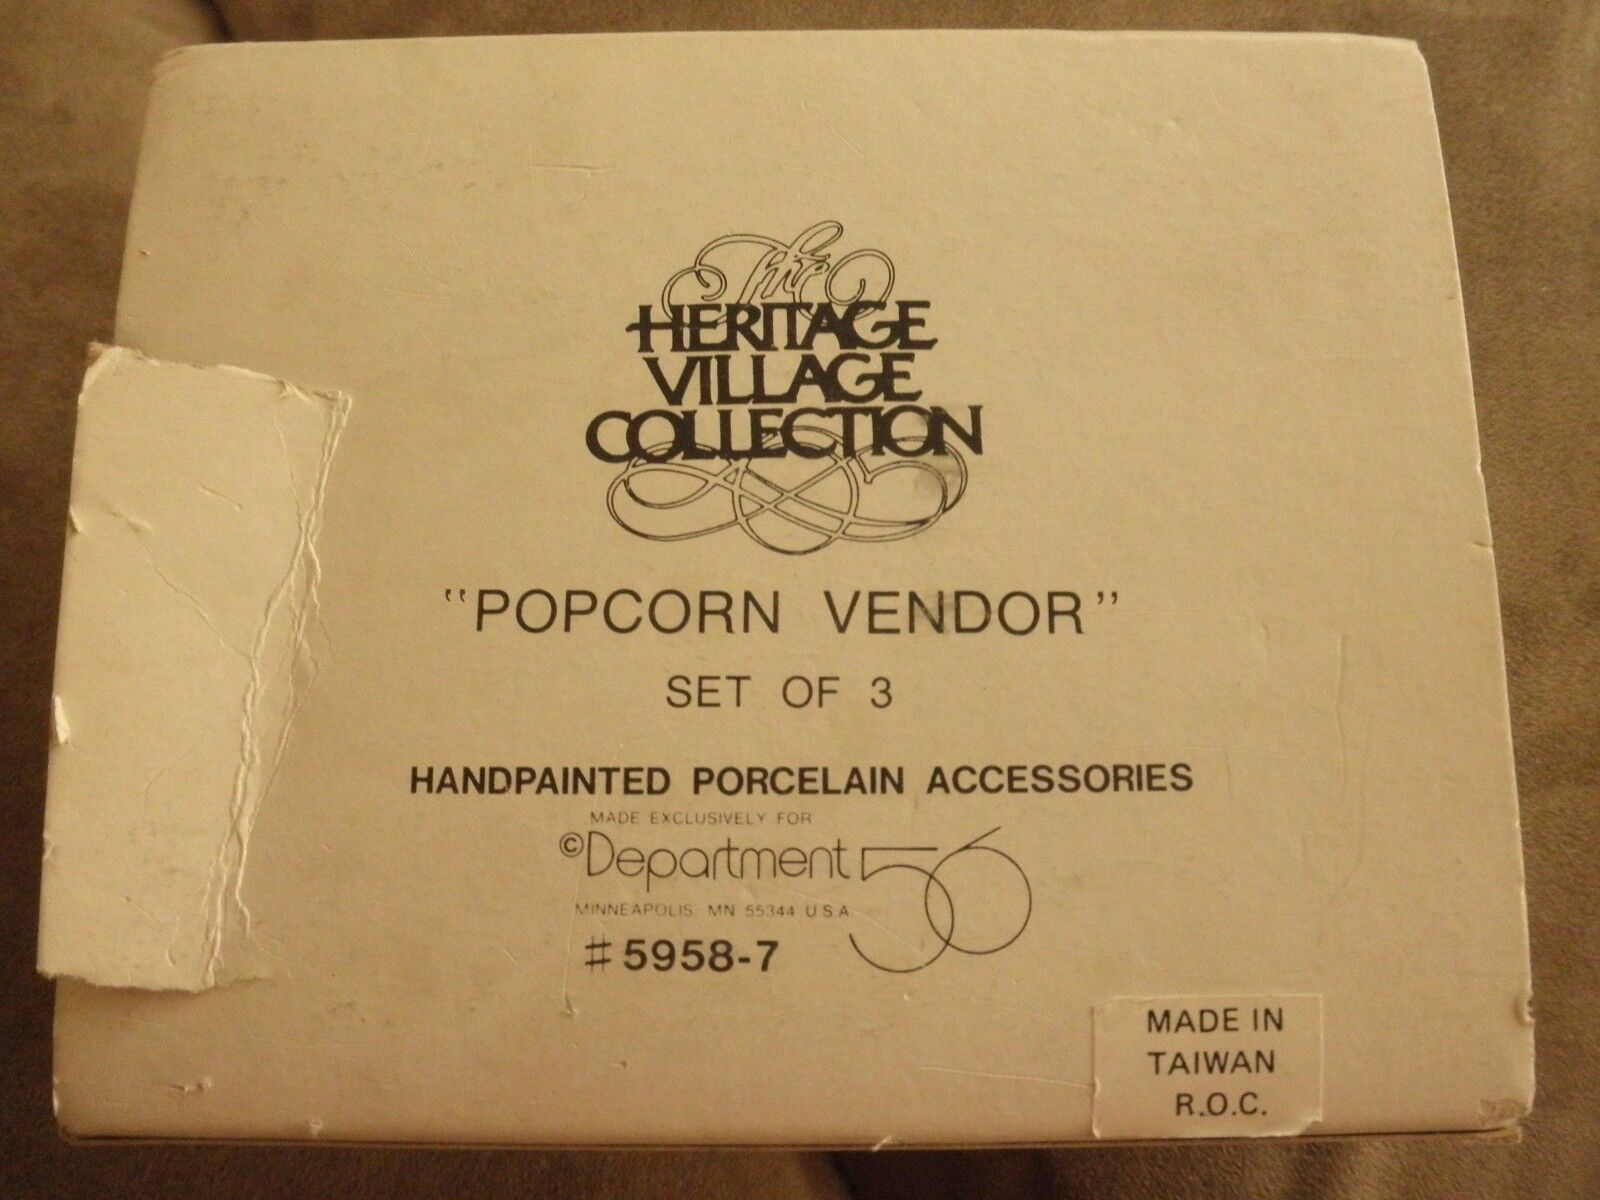 The
HERITAGE
VILLAGE
COLLECTION
"POPCORN VENDOR"
SET OF 3
HANDPAINTED PORCELAIN ACCESSORIES
MADE EXCLUSIVELY FOR
©Department 56
MINNEAPOLIS, MN 55344 U.S.A.
#5958-7
MADE IN
TAIWAN
R.O.C.